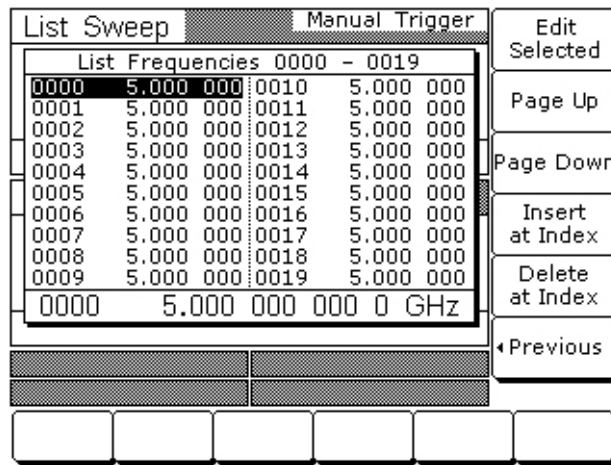 List Sweep
Manual Trigger
List Frequencies 0000 - 0019
0000 5.000 000 0010 5.000 000
0001 5.000 000 0011 5.000 000
0002 5.000 000 0012 5.000 000
0003 5.000 000 0013 5.000 000
0004 5.000 000 0014 5.000 000
0005 5.000 000 0015 5.000 000
0006 5.000 000 0016 5.000 000
0007 5.000 000 0017 5.000 000
0008 5.000 000 0018 5.000 000
0009 5.000 000 0019 5.000 000
0000 5.000 000 000 0 GHz
Edit
Selected
Page Up
Page Down
Insert
at Index
Delete
at Index
Previous